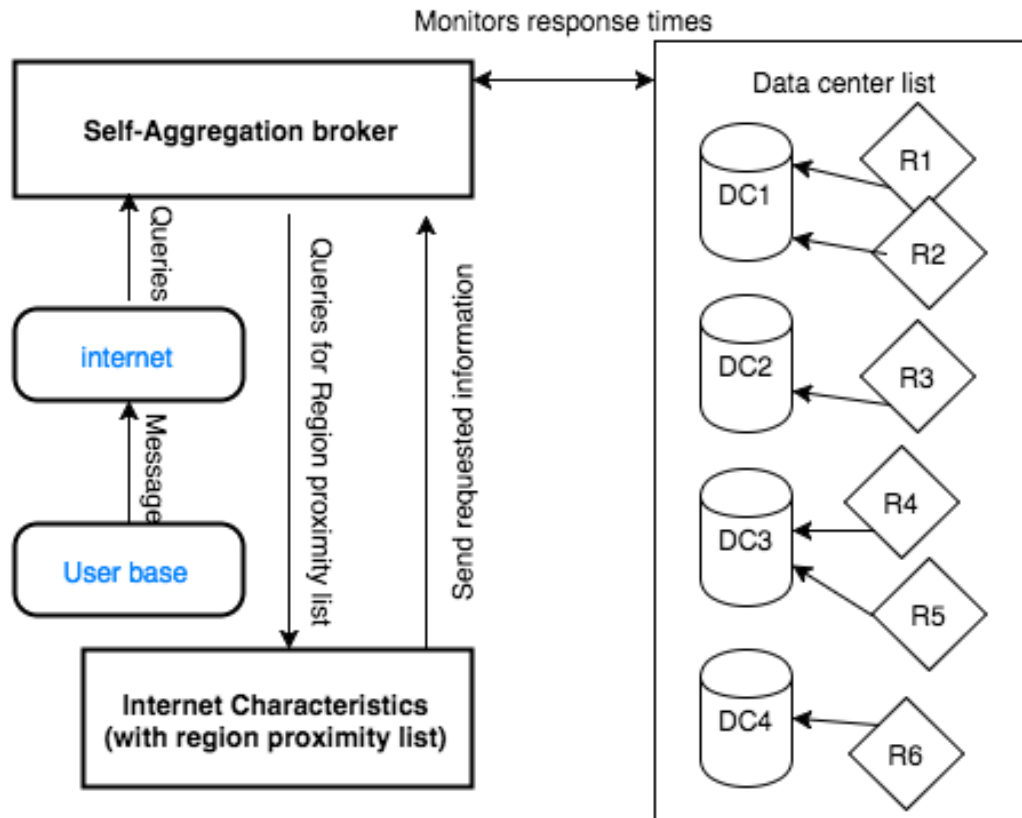 Monitors response times
Self-Aggregation broker
Queries
internet
Message
User base
Queries for Region proximity list
Send requested information
Internet Characteristics
(with region proximity list)
Data center list
DC1
R1
R2
DC2
R3
DC3
R4
R5
DC4
R6